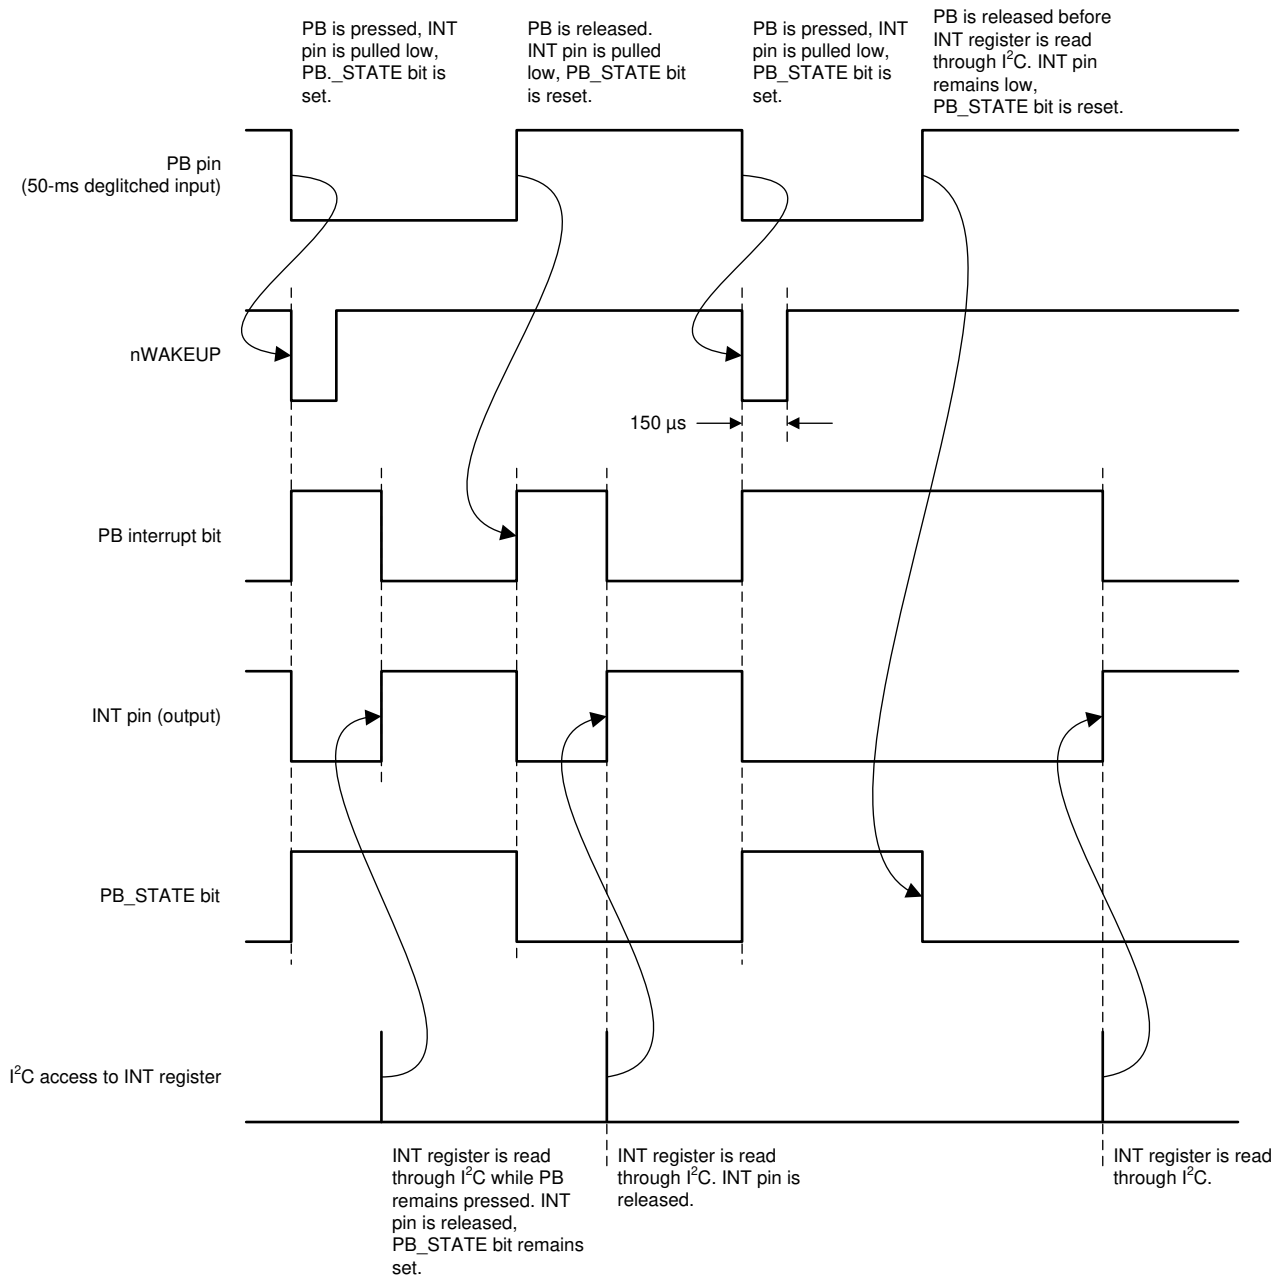 PB is pressed, INT
pin is pulled low,
PB._STATE bit is
set.
PB is released.
INT pin is pulled
low, PB_STATE bit
is reset.
PB is pressed, INT
pin is pulled low,
PB_STATE bit is
set.
PB is released before
INT register is read
through I²C. INT pin
remains low,
PB_STATE bit is reset.
PB pin
(50-ms deglitched input)
nWAKEUP
150 µs
PB interrupt bit
INT pin (output)
PB_STATE bit
I²C access to INT register
INT register is read
through I²C while PB
remains pressed. INT
pin is released,
PB_STATE bit remains
set.
INT register is read
through I²C. INT pin is
released.
INT register is read
through I²C.